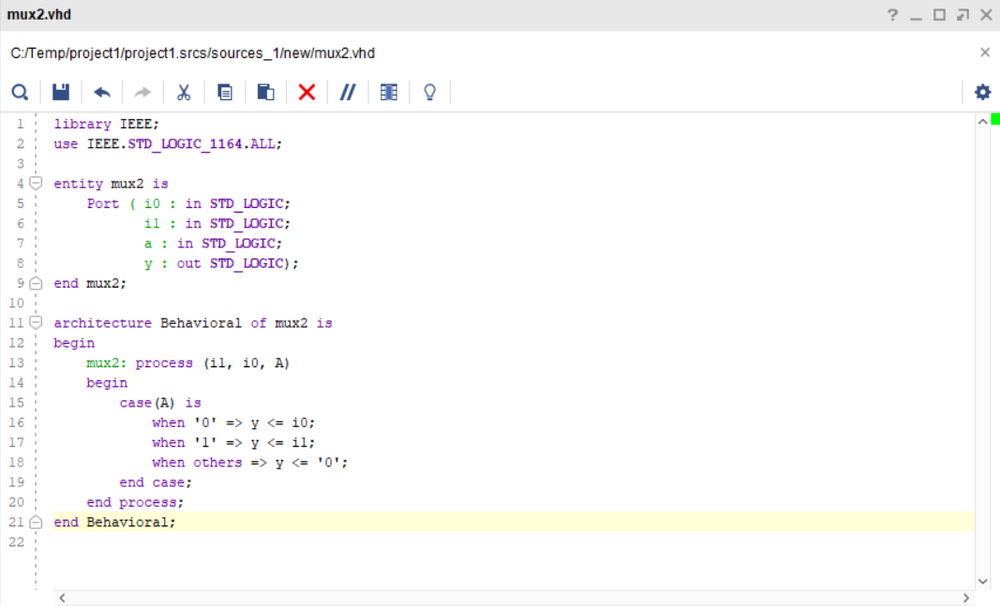 mux2.vhd
C:/Temp/project1/project1.srcs/sources_1/new/mux2.vhd
1 library IEEE;
2 use IEEE.STD_LOGIC_1164.ALL;
3
4 entity mux2 is
5     Port ( i0 : in STD_LOGIC;
6            i1 : in STD_LOGIC;
7            a : in STD_LOGIC;
8            y : out STD_LOGIC);
9 end mux2;
10
11 architecture Behavioral of mux2 is
12 begin
13     mux2: process (i1, i0, A)
14     begin
15         case(A) is
16             when '0' => y <= i0;
17             when '1' => y <= i1;
18             when others => y <= '0';
19         end case;
20     end process;
21 end Behavioral;
22